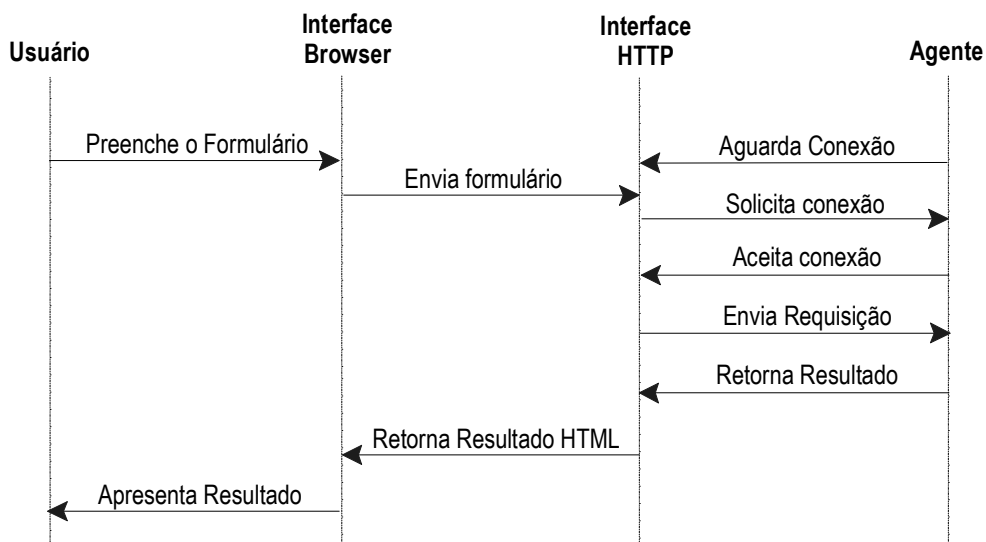 Usuário
Interface
Browser
Interface
HTTP
Agente
Preenche o Formulário
Aguarda Conexão
Envia formulário
Solicita conexão
Aceita conexão
Envia Requisição
Retorna Resultado
Retorna Resultado HTML
Apresenta Resultado